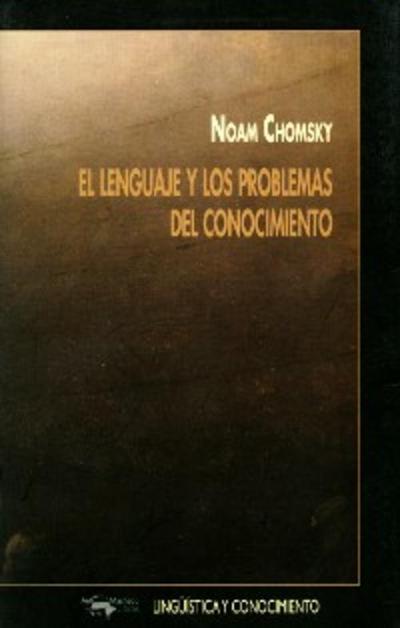 NOAM CHOMSKY
EL LENGUAJE Y LOS PROBLEMAS
DEL CONOCIMIENTO
LINGÜÍSTICA Y CONOCIMIENTO